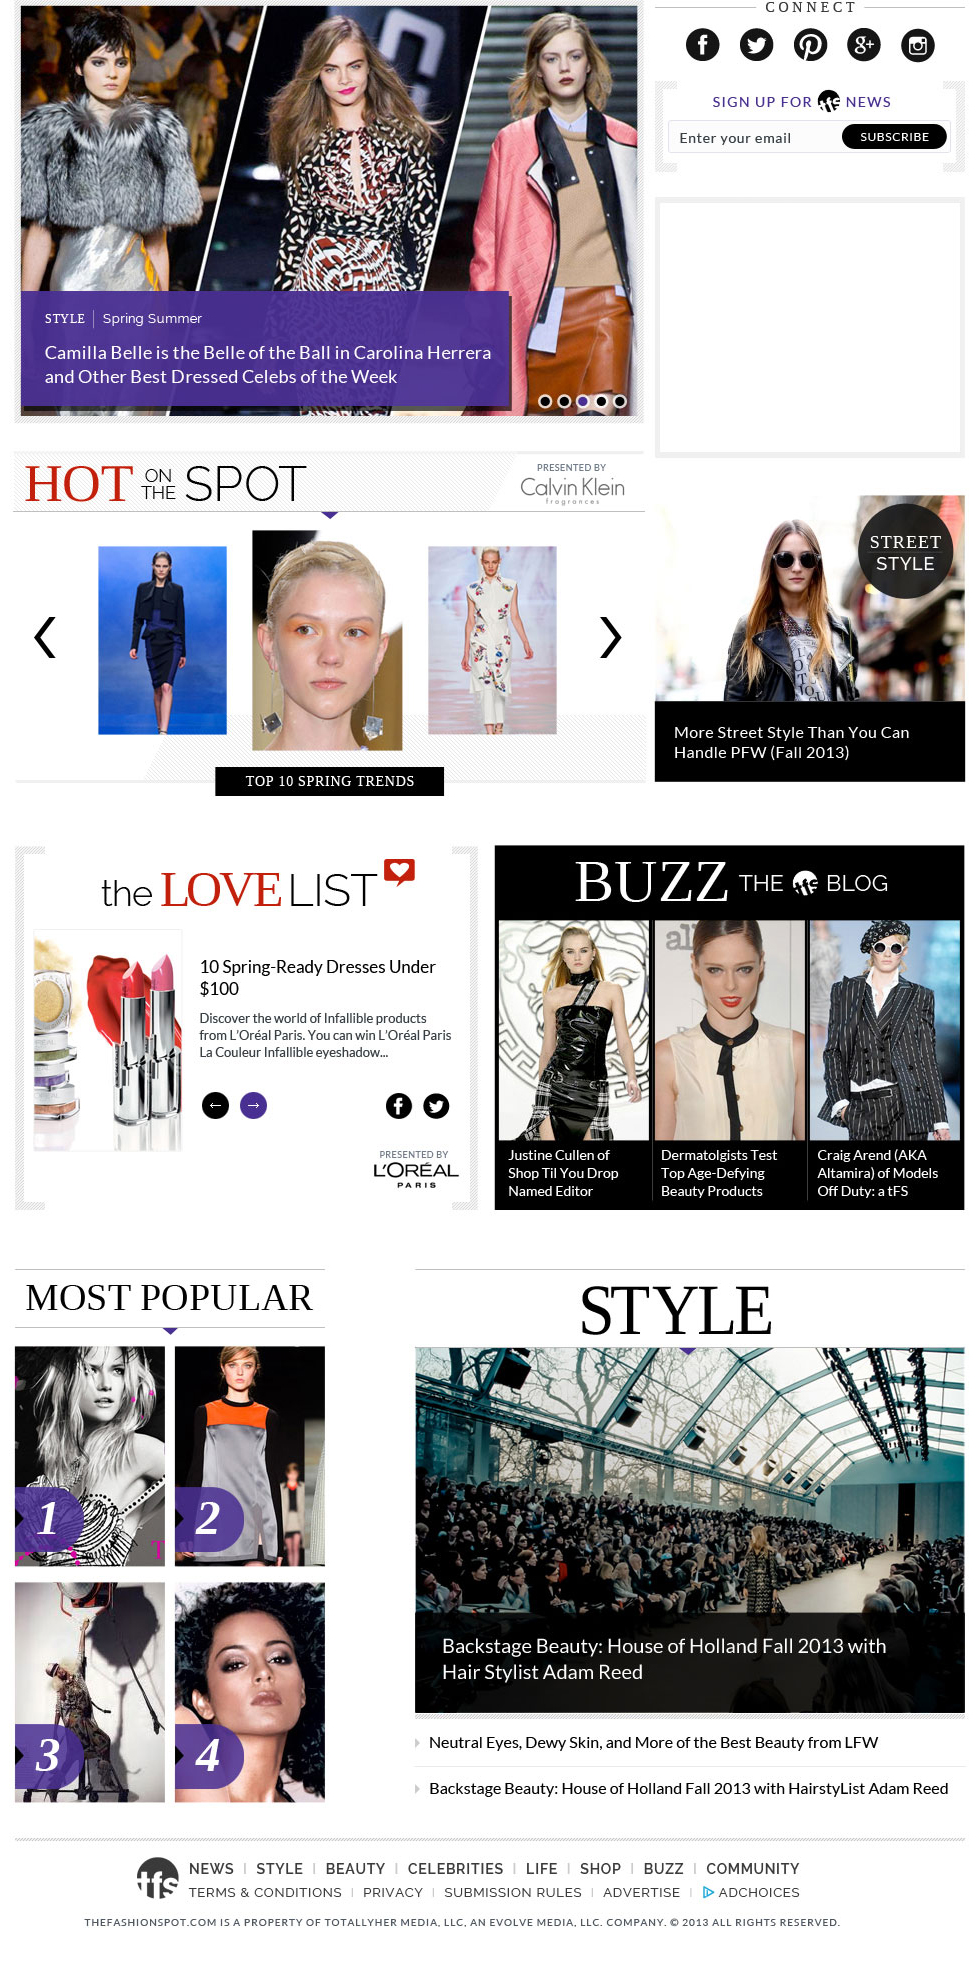 CONNECT
SIGN UP FOR tfs NEWS
Enter your email
SUBSCRIBE
STYLE | Spring Summer
Camilla Belle is the Belle of the Ball in Carolina Herrera
and Other Best Dressed Celebs of the Week
HOT ON THE SPOT
PRESENTED BY
Calvin Klein
fragrances
TOP 10 SPRING TRENDS
STREET
STYLE
More Street Style Than You Can
Handle PFW (Fall 2013)
the LOVE LIST
10 Spring-Ready Dresses Under
$100
Discover the world of Infallible products
from L'Oréal Paris. You can win L'Oréal Paris
La Couleur Infallible eyeshadow...
PRESENTED BY
L'ORÉAL
PARIS
BUZZ THE tfs BLOG
Justine Cullen of
Shop Til You Drop
Named Editor
Dermatolgists Test
Top Age-Defying
Beauty Products
Craig Arend (AKA
Altamira) of Models
Off Duty: a tFS
MOST POPULAR
1
2
3
4
STYLE
Backstage Beauty: House of Holland Fall 2013 with
Hair Stylist Adam Reed
Neutral Eyes, Dewy Skin, and More of the Best Beauty from LFW
Backstage Beauty: House of Holland Fall 2013 with HairstyList Adam Reed
tfs
NEWS | STYLE | BEAUTY | CELEBRITIES | LIFE | SHOP | BUZZ | COMMUNITY
TERMS & CONDITIONS | PRIVACY | SUBMISSION RULES | ADVERTISE | ADCHOICES
THEFASHIONSPOT.COM IS A PROPERTY OF TOTALLYHER MEDIA, LLC, AN EVOLVE MEDIA, LLC. COMPANY. © 2013 ALL RIGHTS RESERVED.